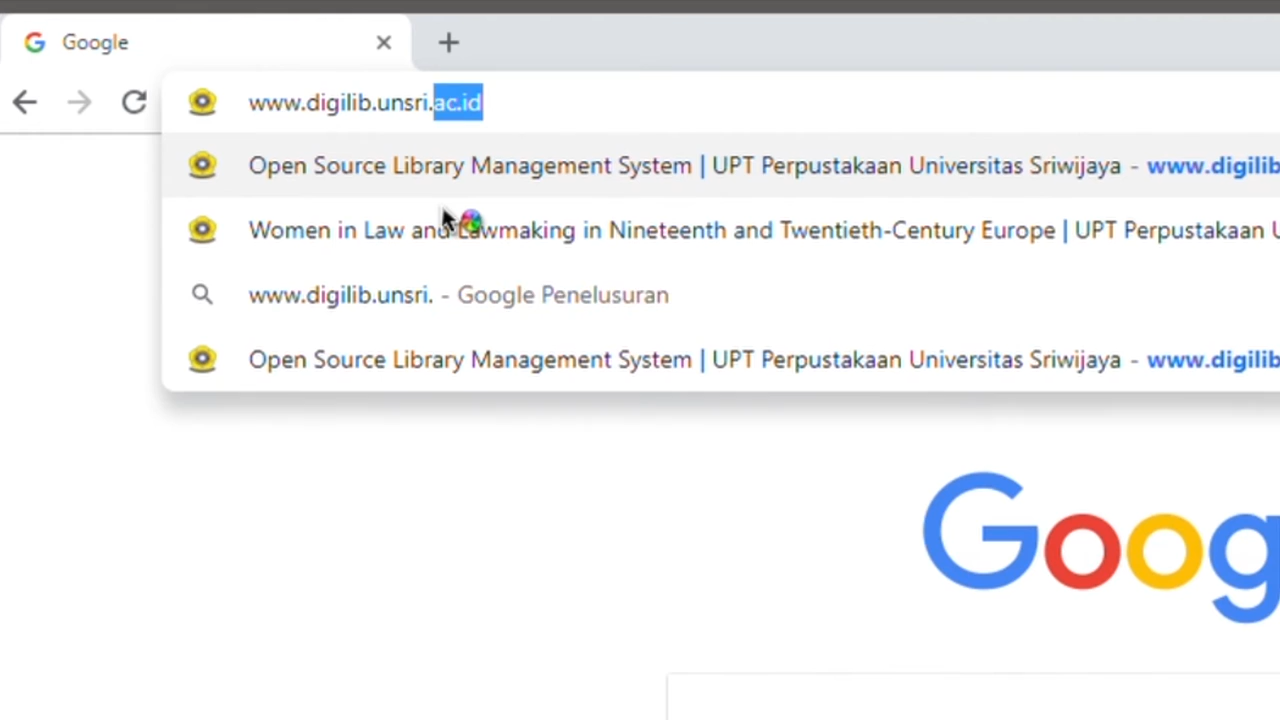 Google
www.digilib.unsri.ac.id
Open Source Library Management System | UPT Perpustakaan Universitas Sriwijaya - www.digilib
Women in Law and Lawmaking in Nineteenth and Twentieth-Century Europe | UPT Perpustakaan U
www.digilib.unsri. - Google Penelusuran
Open Source Library Management System | UPT Perpustakaan Universitas Sriwijaya - www.digilib
Goog